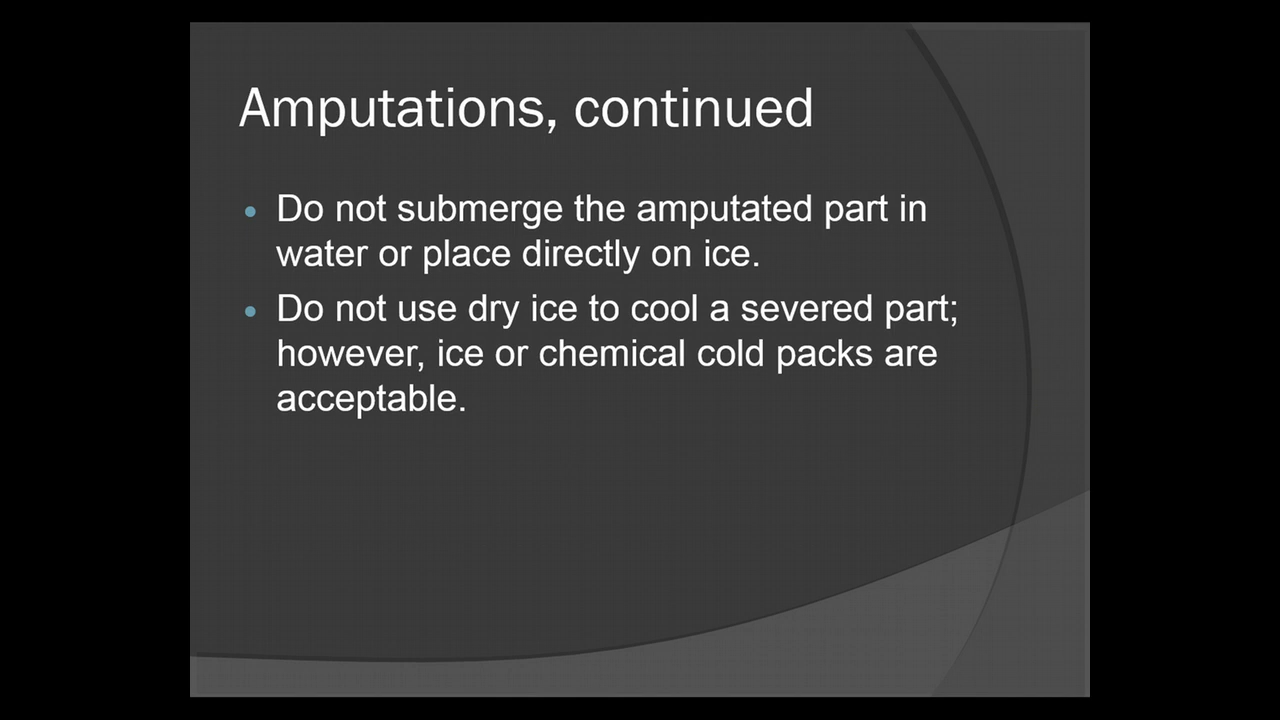 Amputations, continued
Do not submerge the amputated part in
water or place directly on ice.
Do not use dry ice to cool a severed part;
however, ice or chemical cold packs are
acceptable.